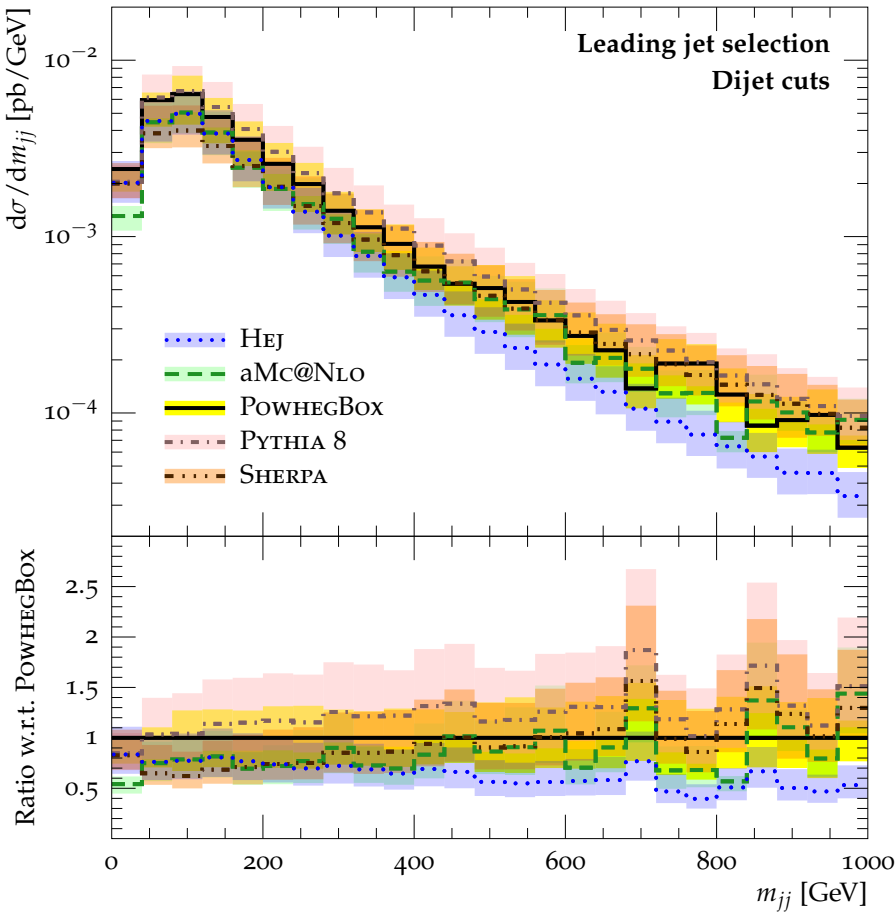 Leading jet selection
Dijet cuts
dσ/dm_jj [pb/GeV]
10^−2
10^−3
10^−4
HEJ
aMC@NLO
POWHEGBOX
PYTHIA 8
SHERPA
Ratio w.r.t. POWHEGBOX
2.5
2
1.5
1
0.5
0 200 400 600 800 1000
m_jj [GeV]